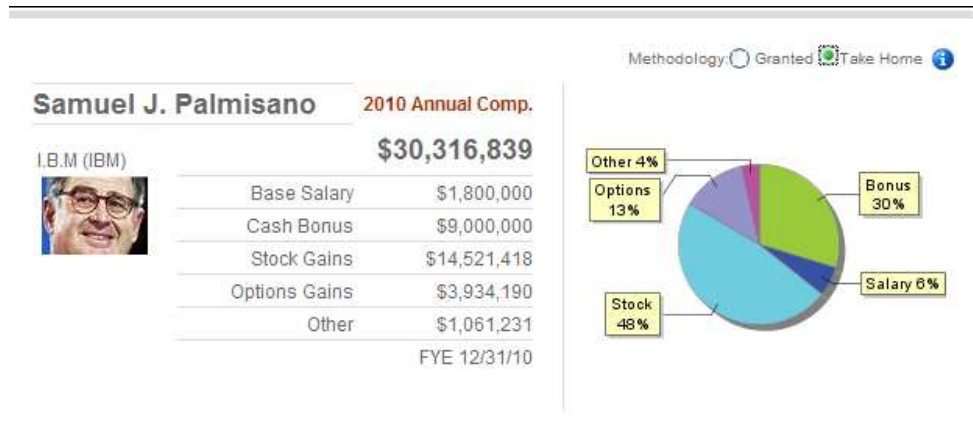 Methodology: Granted Take Home i
Samuel J. Palmisano 2010 Annual Comp.
I.B.M (IBM) $30,316,839
Base Salary $1,800,000
Cash Bonus $9,000,000
Stock Gains $14,521,418
Options Gains $3,934,190
Other $1,061,231
FYE 12/31/10
Other 4%
Options
13%
Bonus
30%
Salary 6%
Stock
48%